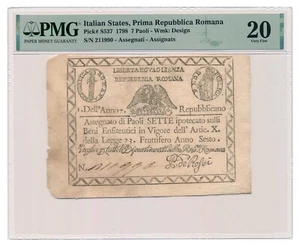 PMG
PAPER MONEY GUARANTY
Italian States, Prima Repubblica Romana
Pick# S537 1798 7 Paoli - Wmk: Design
S/N 211990 - Assegnati - Assignats
20
Very Fine
LIBERTA EGUAGLIANZA
REPUBBLICA ROMANA
Dell'Anno 7. Repubblicano
Assegnato di Paoli SETTE ipotecato sulli
Beni Enfiteutici in Vigore dell'Artic. X.
della Legge 23. Fruttifero Anno Sesto.
N.